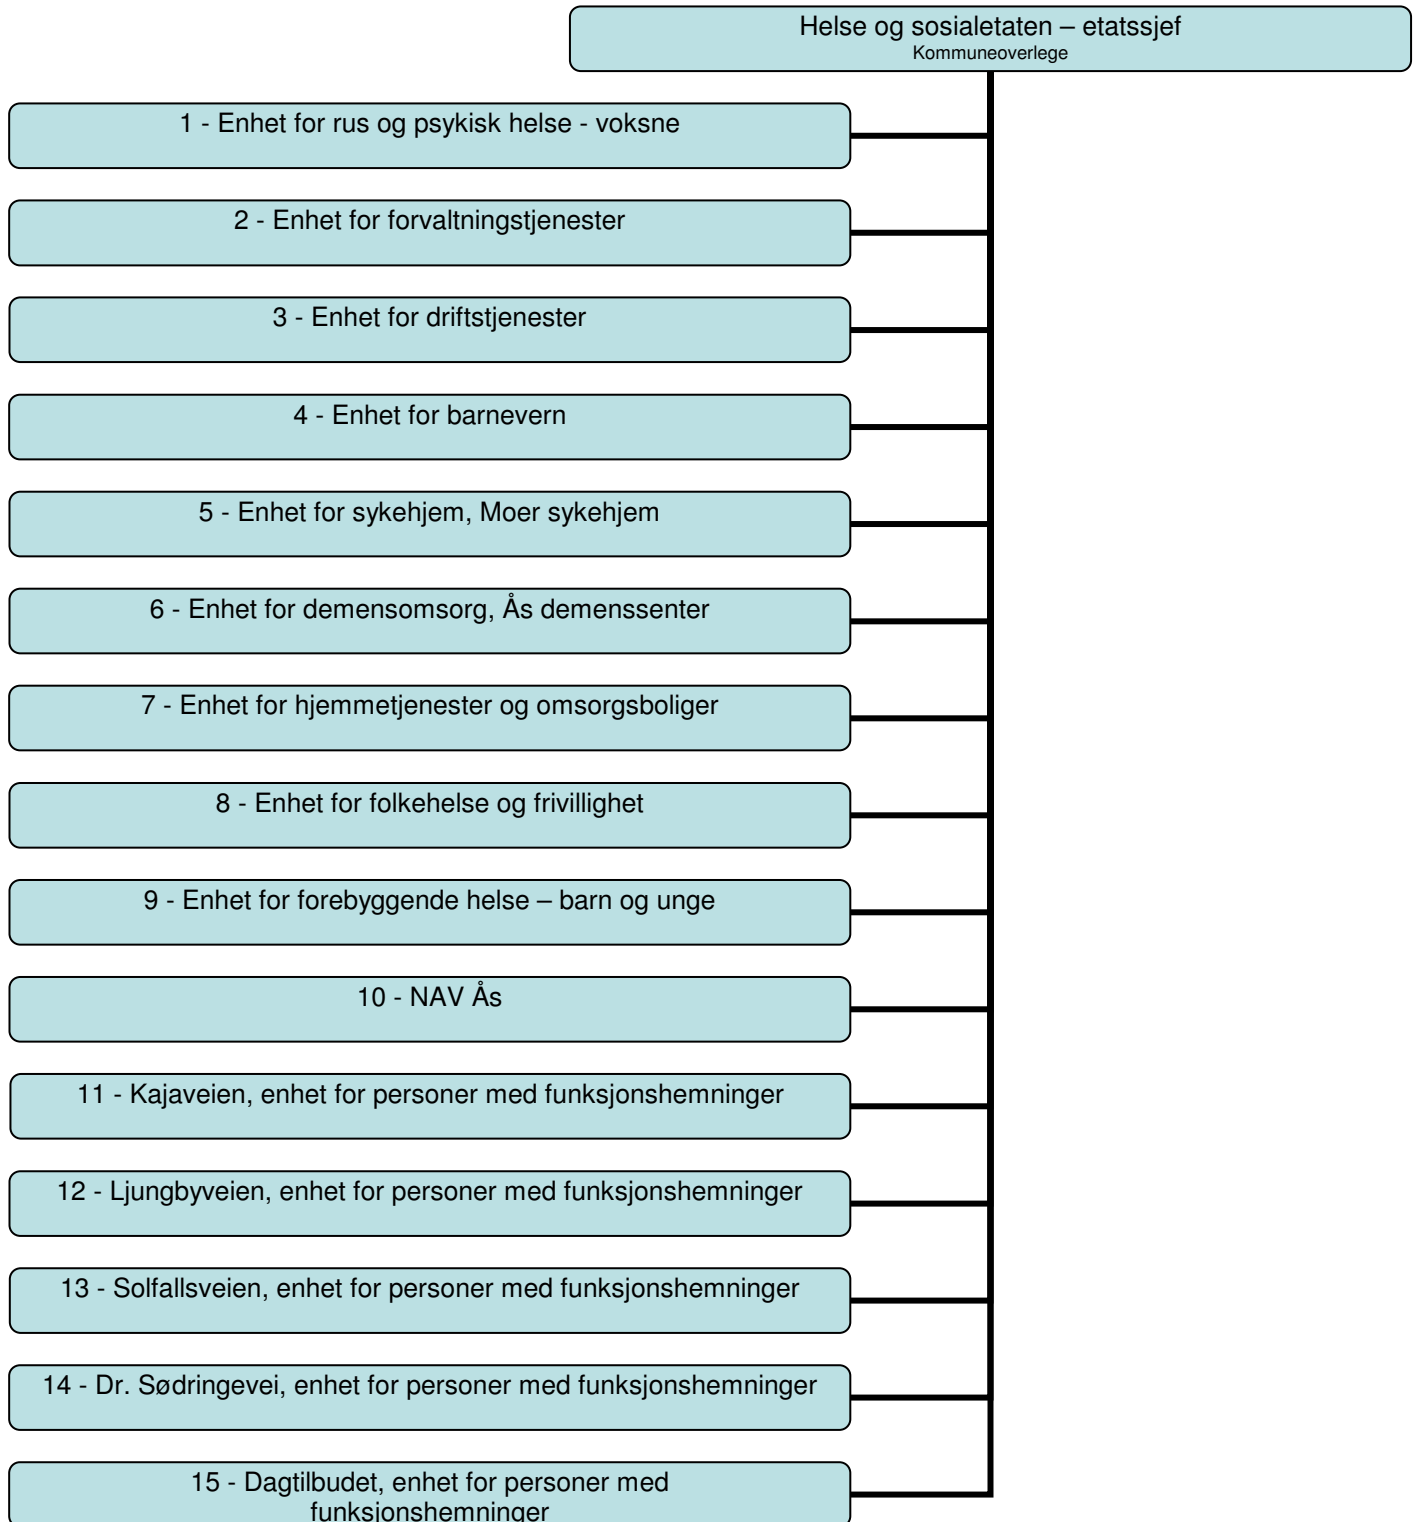 Helse og sosialetaten – etatssjef
Kommuneoverlege
1 - Enhet for rus og psykisk helse - voksne
2 - Enhet for forvaltningstjenester
3 - Enhet for driftstjenester
4 - Enhet for barnevern
5 - Enhet for sykehjem, Moer sykehjem
6 - Enhet for demensomsorg, Ås demenssenter
7 - Enhet for hjemmetjenester og omsorgsboliger
8 - Enhet for folkehelse og frivillighet
9 - Enhet for forebyggende helse – barn og unge
10 - NAV Ås
11 - Kajaveien, enhet for personer med funksjonshemninger
12 - Ljungbyveien, enhet for personer med funksjonshemninger
13 - Solfallsveien, enhet for personer med funksjonshemninger
14 - Dr. Sødringevei, enhet for personer med funksjonshemninger
15 - Dagtilbudet, enhet for personer med
funksjonshemninger